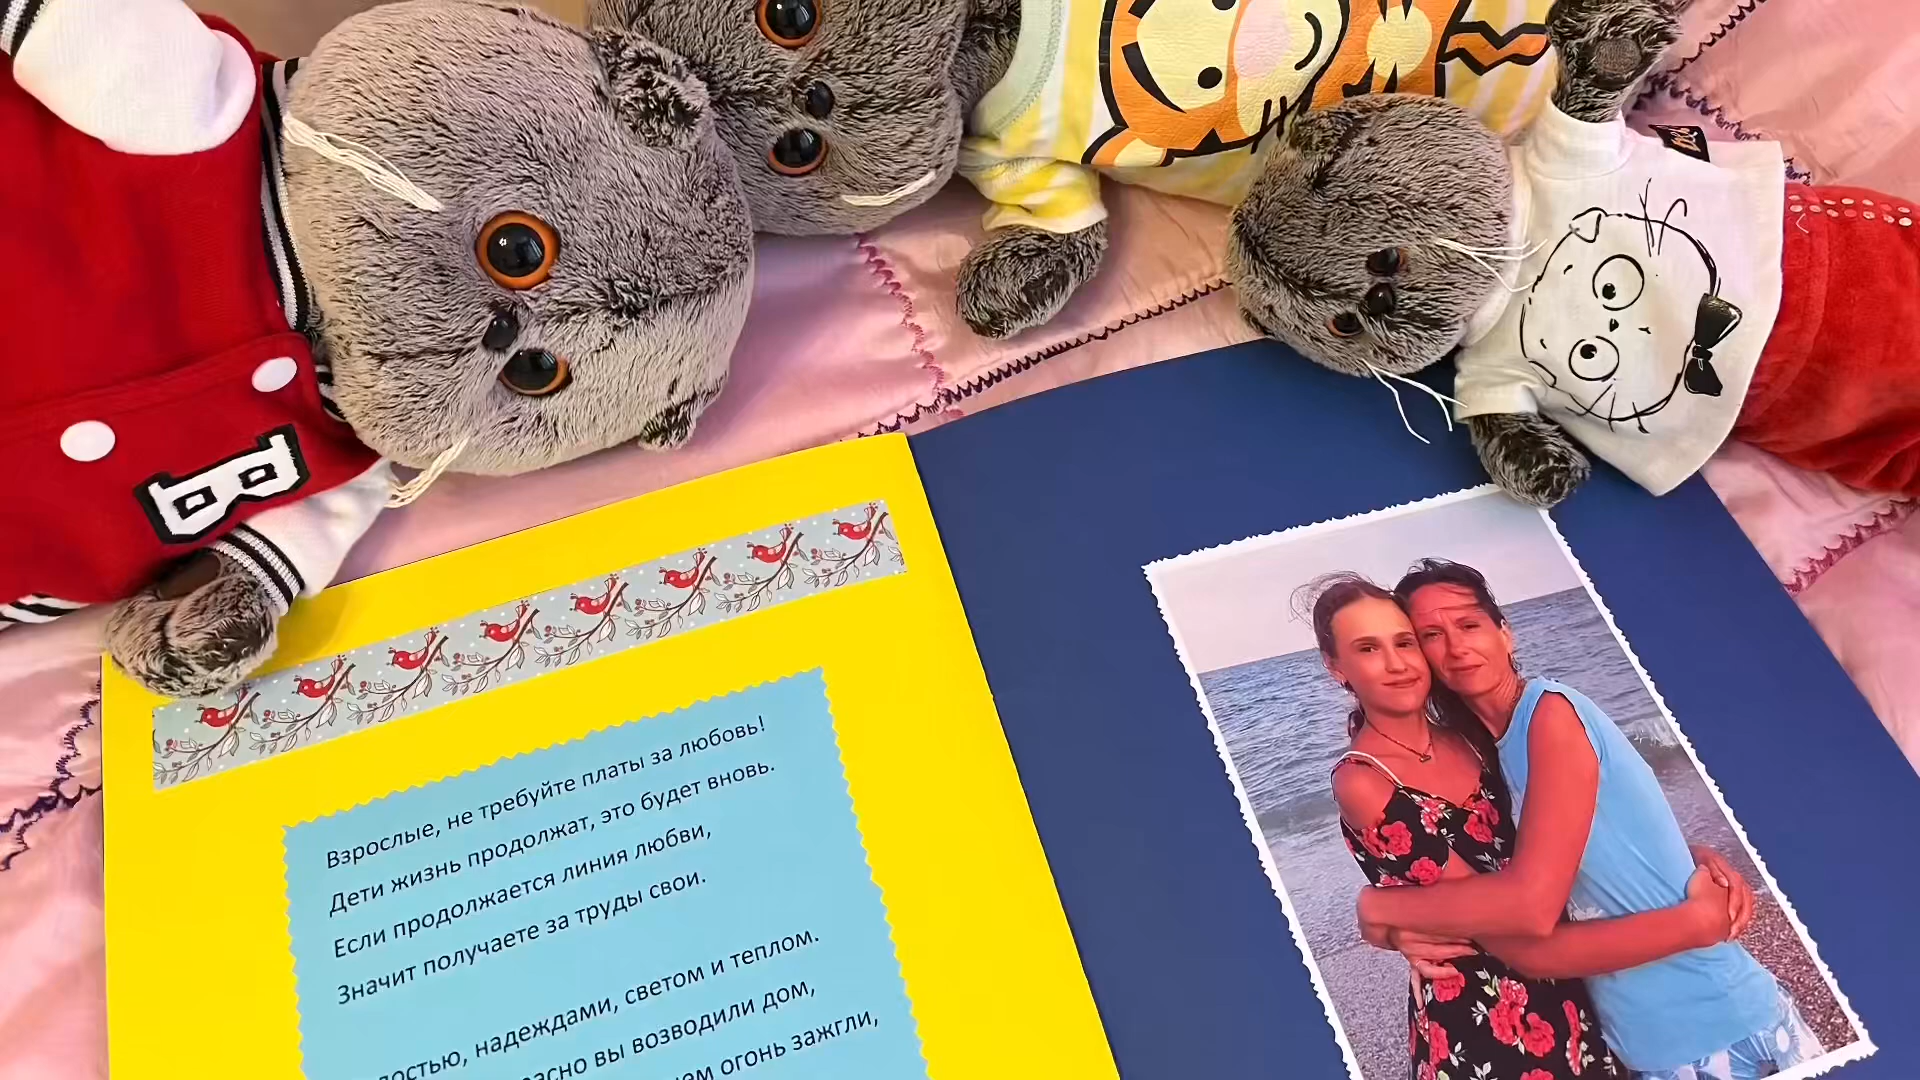 B
Взрослые, не требуйте платы за любовь!
Дети жизнь продолжат, это будет вновь.
Если продолжается линия любви,
Значит получаете за труды свои.
надеждами, светом и теплом.
вы возводили дом,
огонь зажгли,